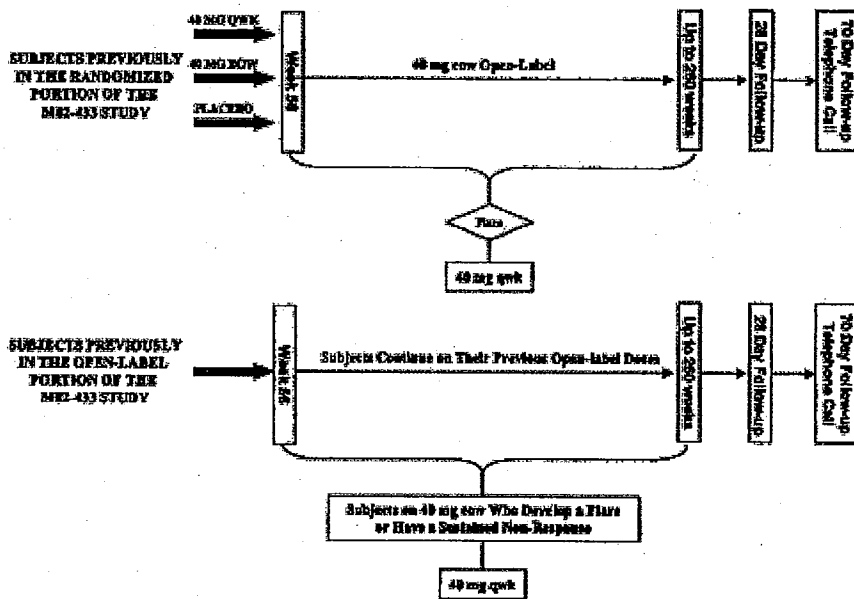 40 MG QWK
SUBJECTS PREVIOUSLY
IN THE RANDOMIZED
PORTION OF THE
STUDY
40 MG EOW
PLACEBO
Week 56
40 mg eow Open-Label
Up to 260 weeks
28 Day Follow-up
70 Day Follow-up
Telephone Call
Flare
40 mg qwk
SUBJECTS PREVIOUSLY
IN THE OPEN-LABEL
PORTION OF THE
STUDY
Week 56
Subjects Continue on Their Previous Open-label Doses
Up to 260 weeks
28 Day Follow-up
70 Day Follow-up
Telephone Call
Subjects on 40 mg eow Who Develop a Flare
or Have a Sustained Non-Response
40 mg qwk